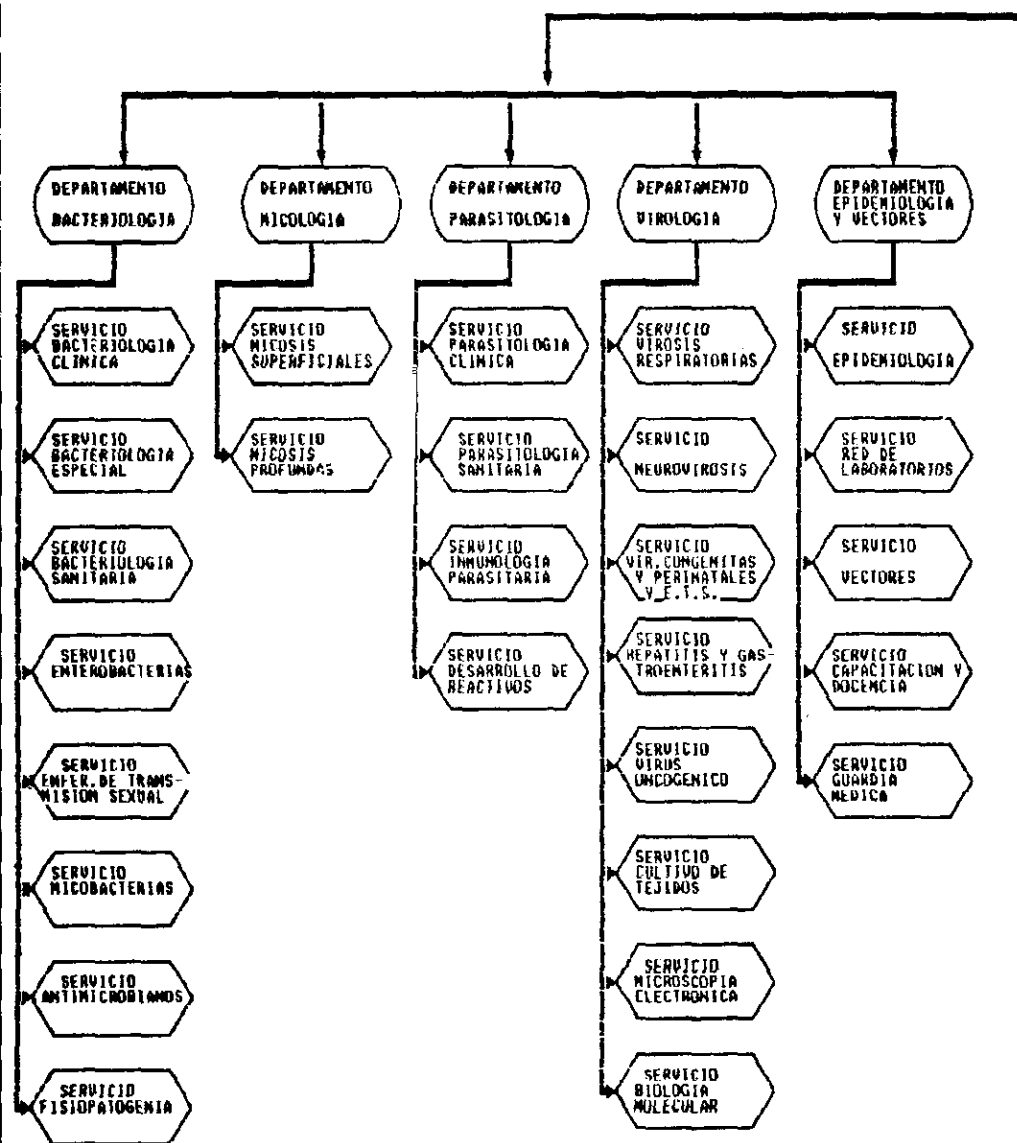 DEPARTAMENTO
BACTERIOLOGIA
DEPARTAMENTO
MICOLOGIA
DEPARTAMENTO
PARASITOLOGIA
DEPARTAMENTO
VIROLOGIA
DEPARTAMENTO
EPIDEMIOLOGIA
Y VECTORES
SERVICIO
BACTERIOLOGIA
CLINICA
SERVICIO
BACTERIOLOGIA
ESPECIAL
SERVICIO
BACTERIOLOGIA
SANITARIA
SERVICIO
ENTEROBACTERIAS
SERVICIO
ENFER.DE TRANS-
MISION SEXUAL
SERVICIO
MICOBACTERIAS
SERVICIO
ANTIMICROBIANOS
SERVICIO
FISIOPATOGENIA
SERVICIO
MICOSIS
SUPERFICIALES
SERVICIO
MICOSIS
PROFUNDAS
SERVICIO
PARASITOLOGIA
CLINICA
SERVICIO
PARASITOLOGIA
SANITARIA
SERVICIO
INMUNOLOGIA
PARASITARIA
SERVICIO
DESARROLLO DE
REACTIVOS
SERVICIO
VIROSIS
RESPIRATORIAS
SERVICIO
NEUROVIROSIS
SERVICIO
VIR.CONGENITAS
Y PERINATALES
Y E.T.S.
SERVICIO
HEPATITIS Y GAS-
TROENTERITIS
SERVICIO
VIRUS
ONCOGENICO
SERVICIO
CULTIVO DE
TEJIDOS
SERVICIO
MICROSCOPIA
ELECTRONICA
SERVICIO
BIOLOGIA
MOLECULAR
SERVICIO
EPIDEMIOLOGIA
SERVICIO
RED DE
LABORATORIOS
SERVICIO
VECTORES
SERVICIO
CAPACITACION Y
DOCENCIA
SERVICIO
GUARDIA
MEDICA